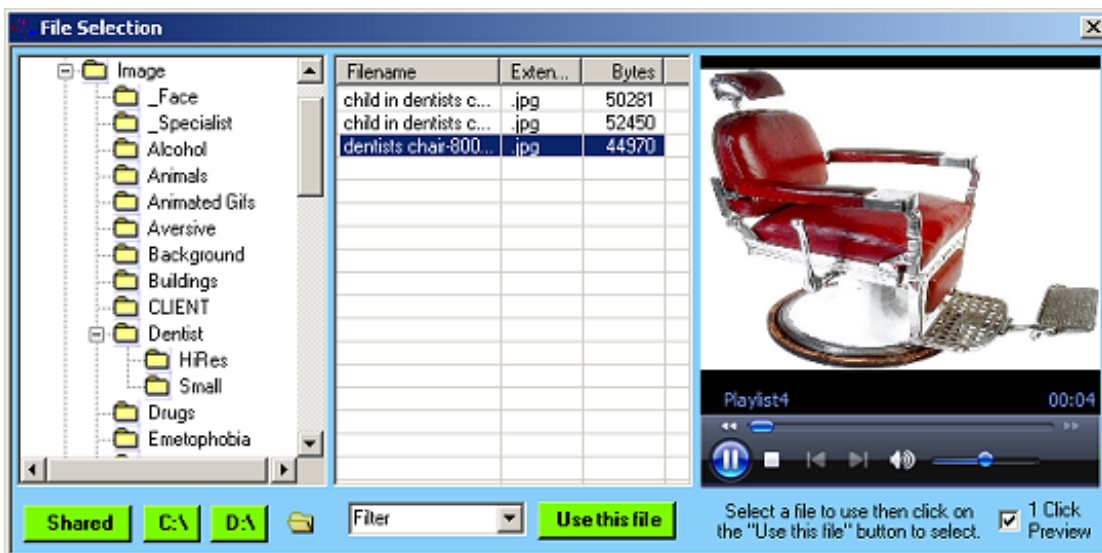 File Selection
Image
_Face
_Specialist
Alcohol
Animals
Animated Gifs
Aversive
Background
Buildings
CLIENT
Dentist
HiRes
Small
Drugs
Emetophobia
Filename Exten... Bytes
child in dentists c... .jpg 50281
child in dentists c... .jpg 52450
dentists chair-800... .jpg 44970
Playlist4 00:04
Shared C:\ D:\
Filter
Use this file
Select a file to use then click on
the "Use this file" button to select.
1 Click
Preview